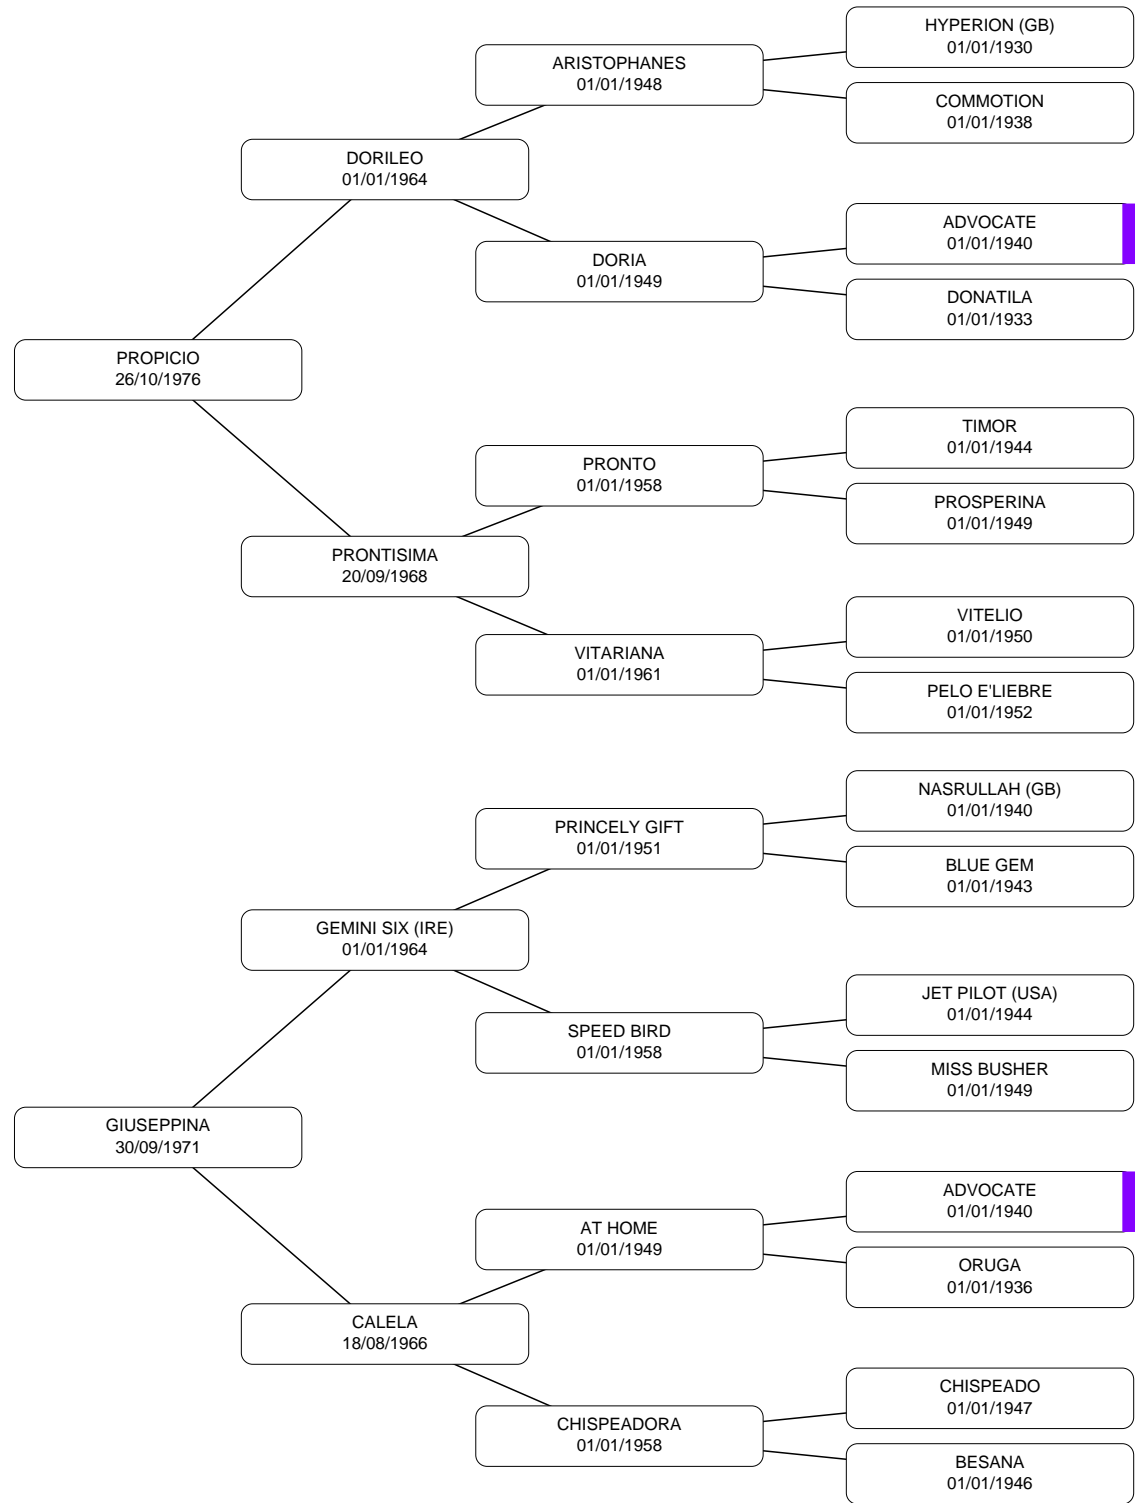 HYPERION (GB)
01/01/1930
ARISTOPHANES
01/01/1948
COMMOTION
01/01/1938
DORILEO
01/01/1964
ADVOCATE
01/01/1940
DORIA
01/01/1949
DONATILA
01/01/1933
PROPICIO
26/10/1976
TIMOR
01/01/1944
PRONTO
01/01/1958
PROSPERINA
01/01/1949
PRONTISIMA
20/09/1968
VITELIO
01/01/1950
VITARIANA
01/01/1961
PELO E'LIEBRE
01/01/1952
NASRULLAH (GB)
01/01/1940
PRINCELY GIFT
01/01/1951
BLUE GEM
01/01/1943
GEMINI SIX (IRE)
01/01/1964
JET PILOT (USA)
01/01/1944
SPEED BIRD
01/01/1958
MISS BUSHER
01/01/1949
GIUSEPPINA
30/09/1971
ADVOCATE
01/01/1940
AT HOME
01/01/1949
ORUGA
01/01/1936
CALELA
18/08/1966
CHISPEADO
01/01/1947
CHISPEADORA
01/01/1958
BESANA
01/01/1946